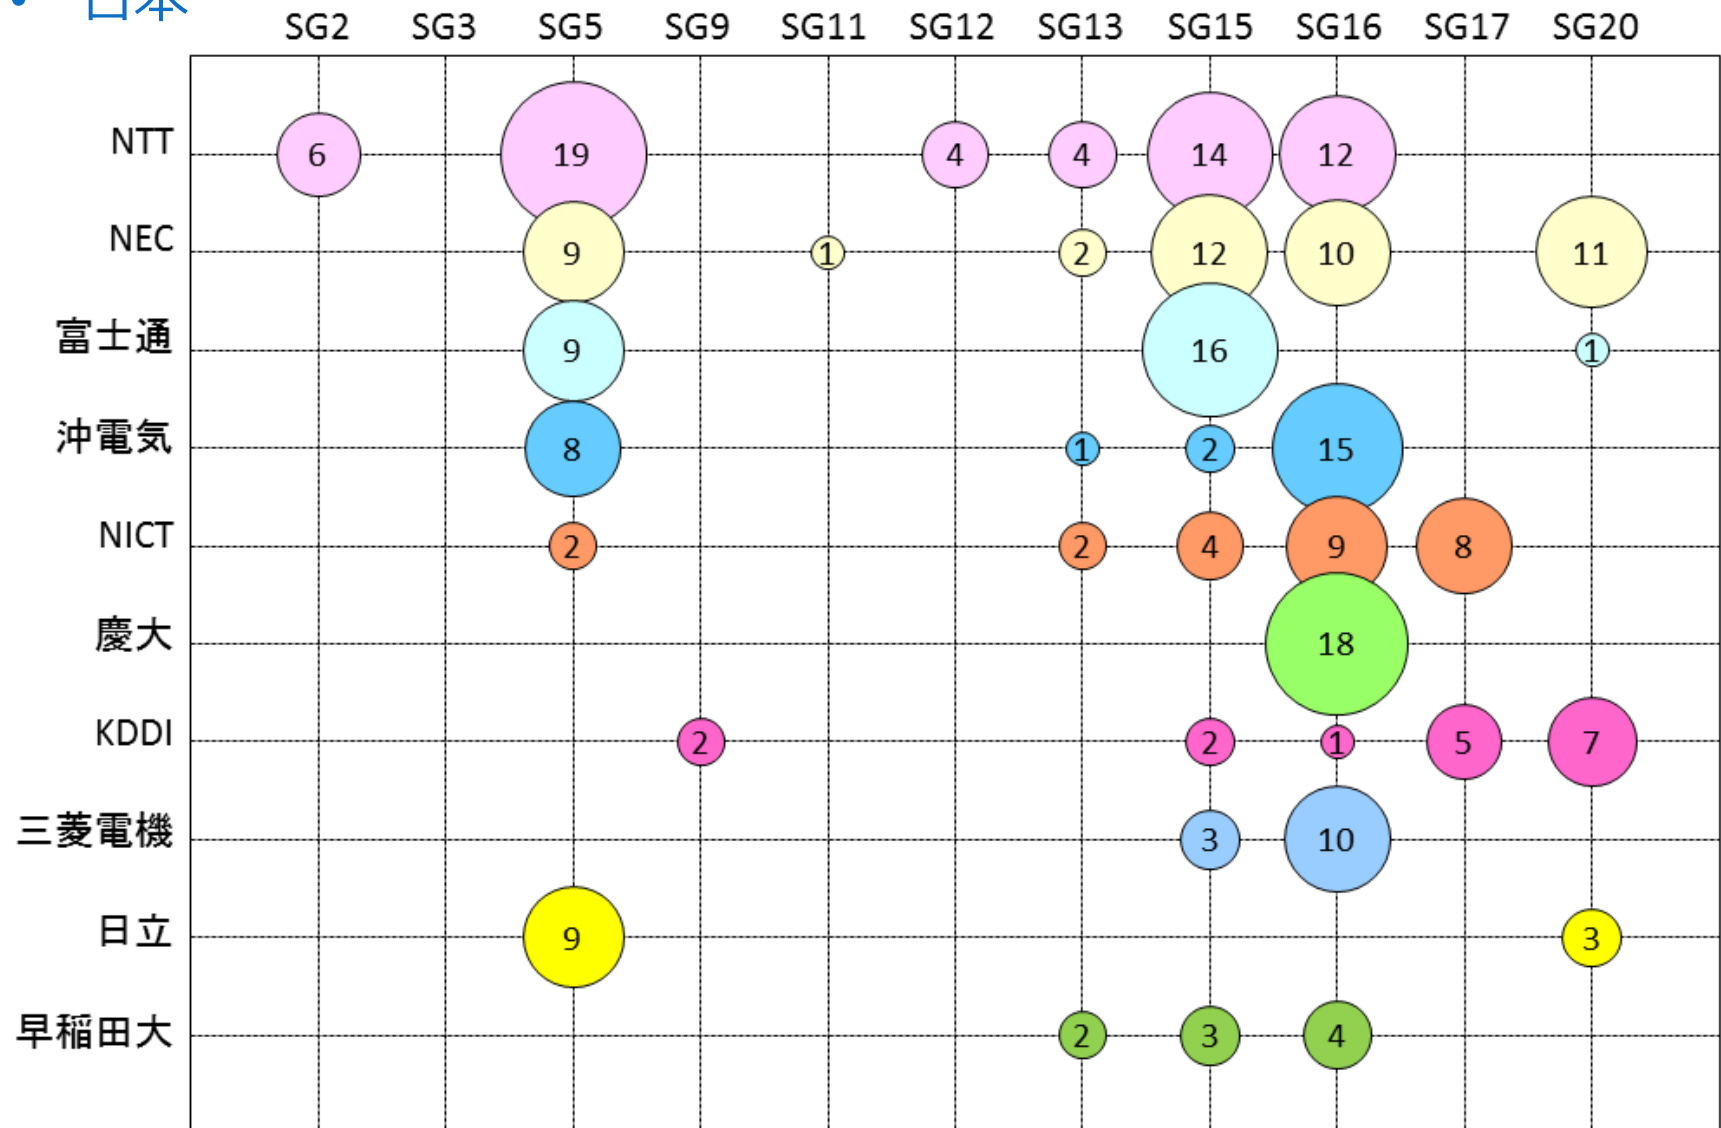 • 日本
SG2 SG3 SG5 SG9 SG11 SG12 SG13 SG15 SG16 SG17 SG20
NTT 6 19 4 4 14 12
NEC 9 1 2 12 10 11
富士通 9 16 1
沖電気 8 1 2 15
NICT 2 2 4 9 8
慶大 18
KDDI 2 2 1 5 7
三菱電機 3 10
日立 9 3
早稲田大 2 3 4